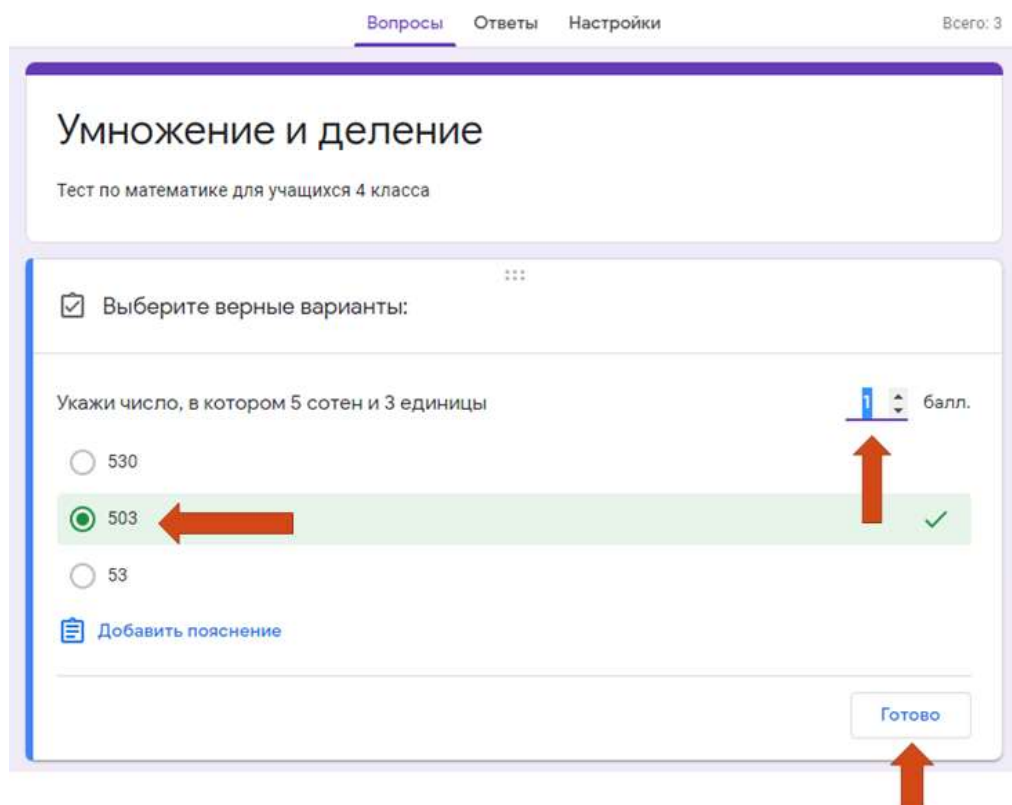 Вопросы Ответы Настройки Всего: 3
Умножение и деление
Тест по математике для учащихся 4 класса
Выберите верные варианты:
Укажи число, в котором 5 сотен и 3 единицы 1 балл.
530
503
53
Добавить пояснение
Готово